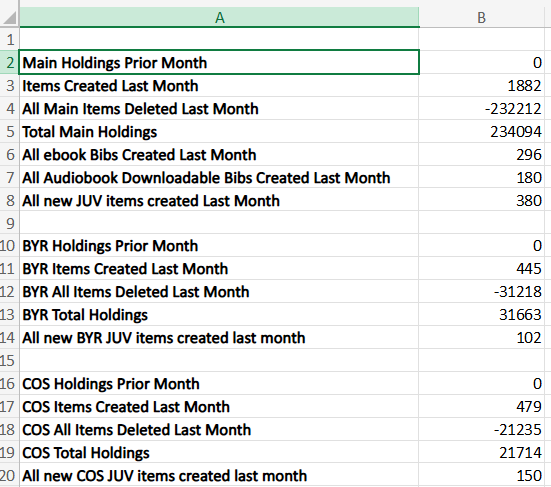 A B
1
2 Main Holdings Prior Month 0
3 Items Created Last Month 1882
4 All Main Items Deleted Last Month -232212
5 Total Main Holdings 234094
6 All ebook Bibs Created Last Month 296
7 All Audiobook Downloadable Bibs Created Last Month 180
8 All new JUV items created Last Month 380
9
10 BYR Holdings Prior Month 0
11 BYR Items Created Last Month 445
12 BYR All Items Deleted Last Month -31218
13 BYR Total Holdings 31663
14 All new BYR JUV items created last month 102
15
16 COS Holdings Prior Month 0
17 COS Items Created Last Month 479
18 COS All Items Deleted Last Month -21235
19 COS Total Holdings 21714
20 All new COS JUV items created last month 150